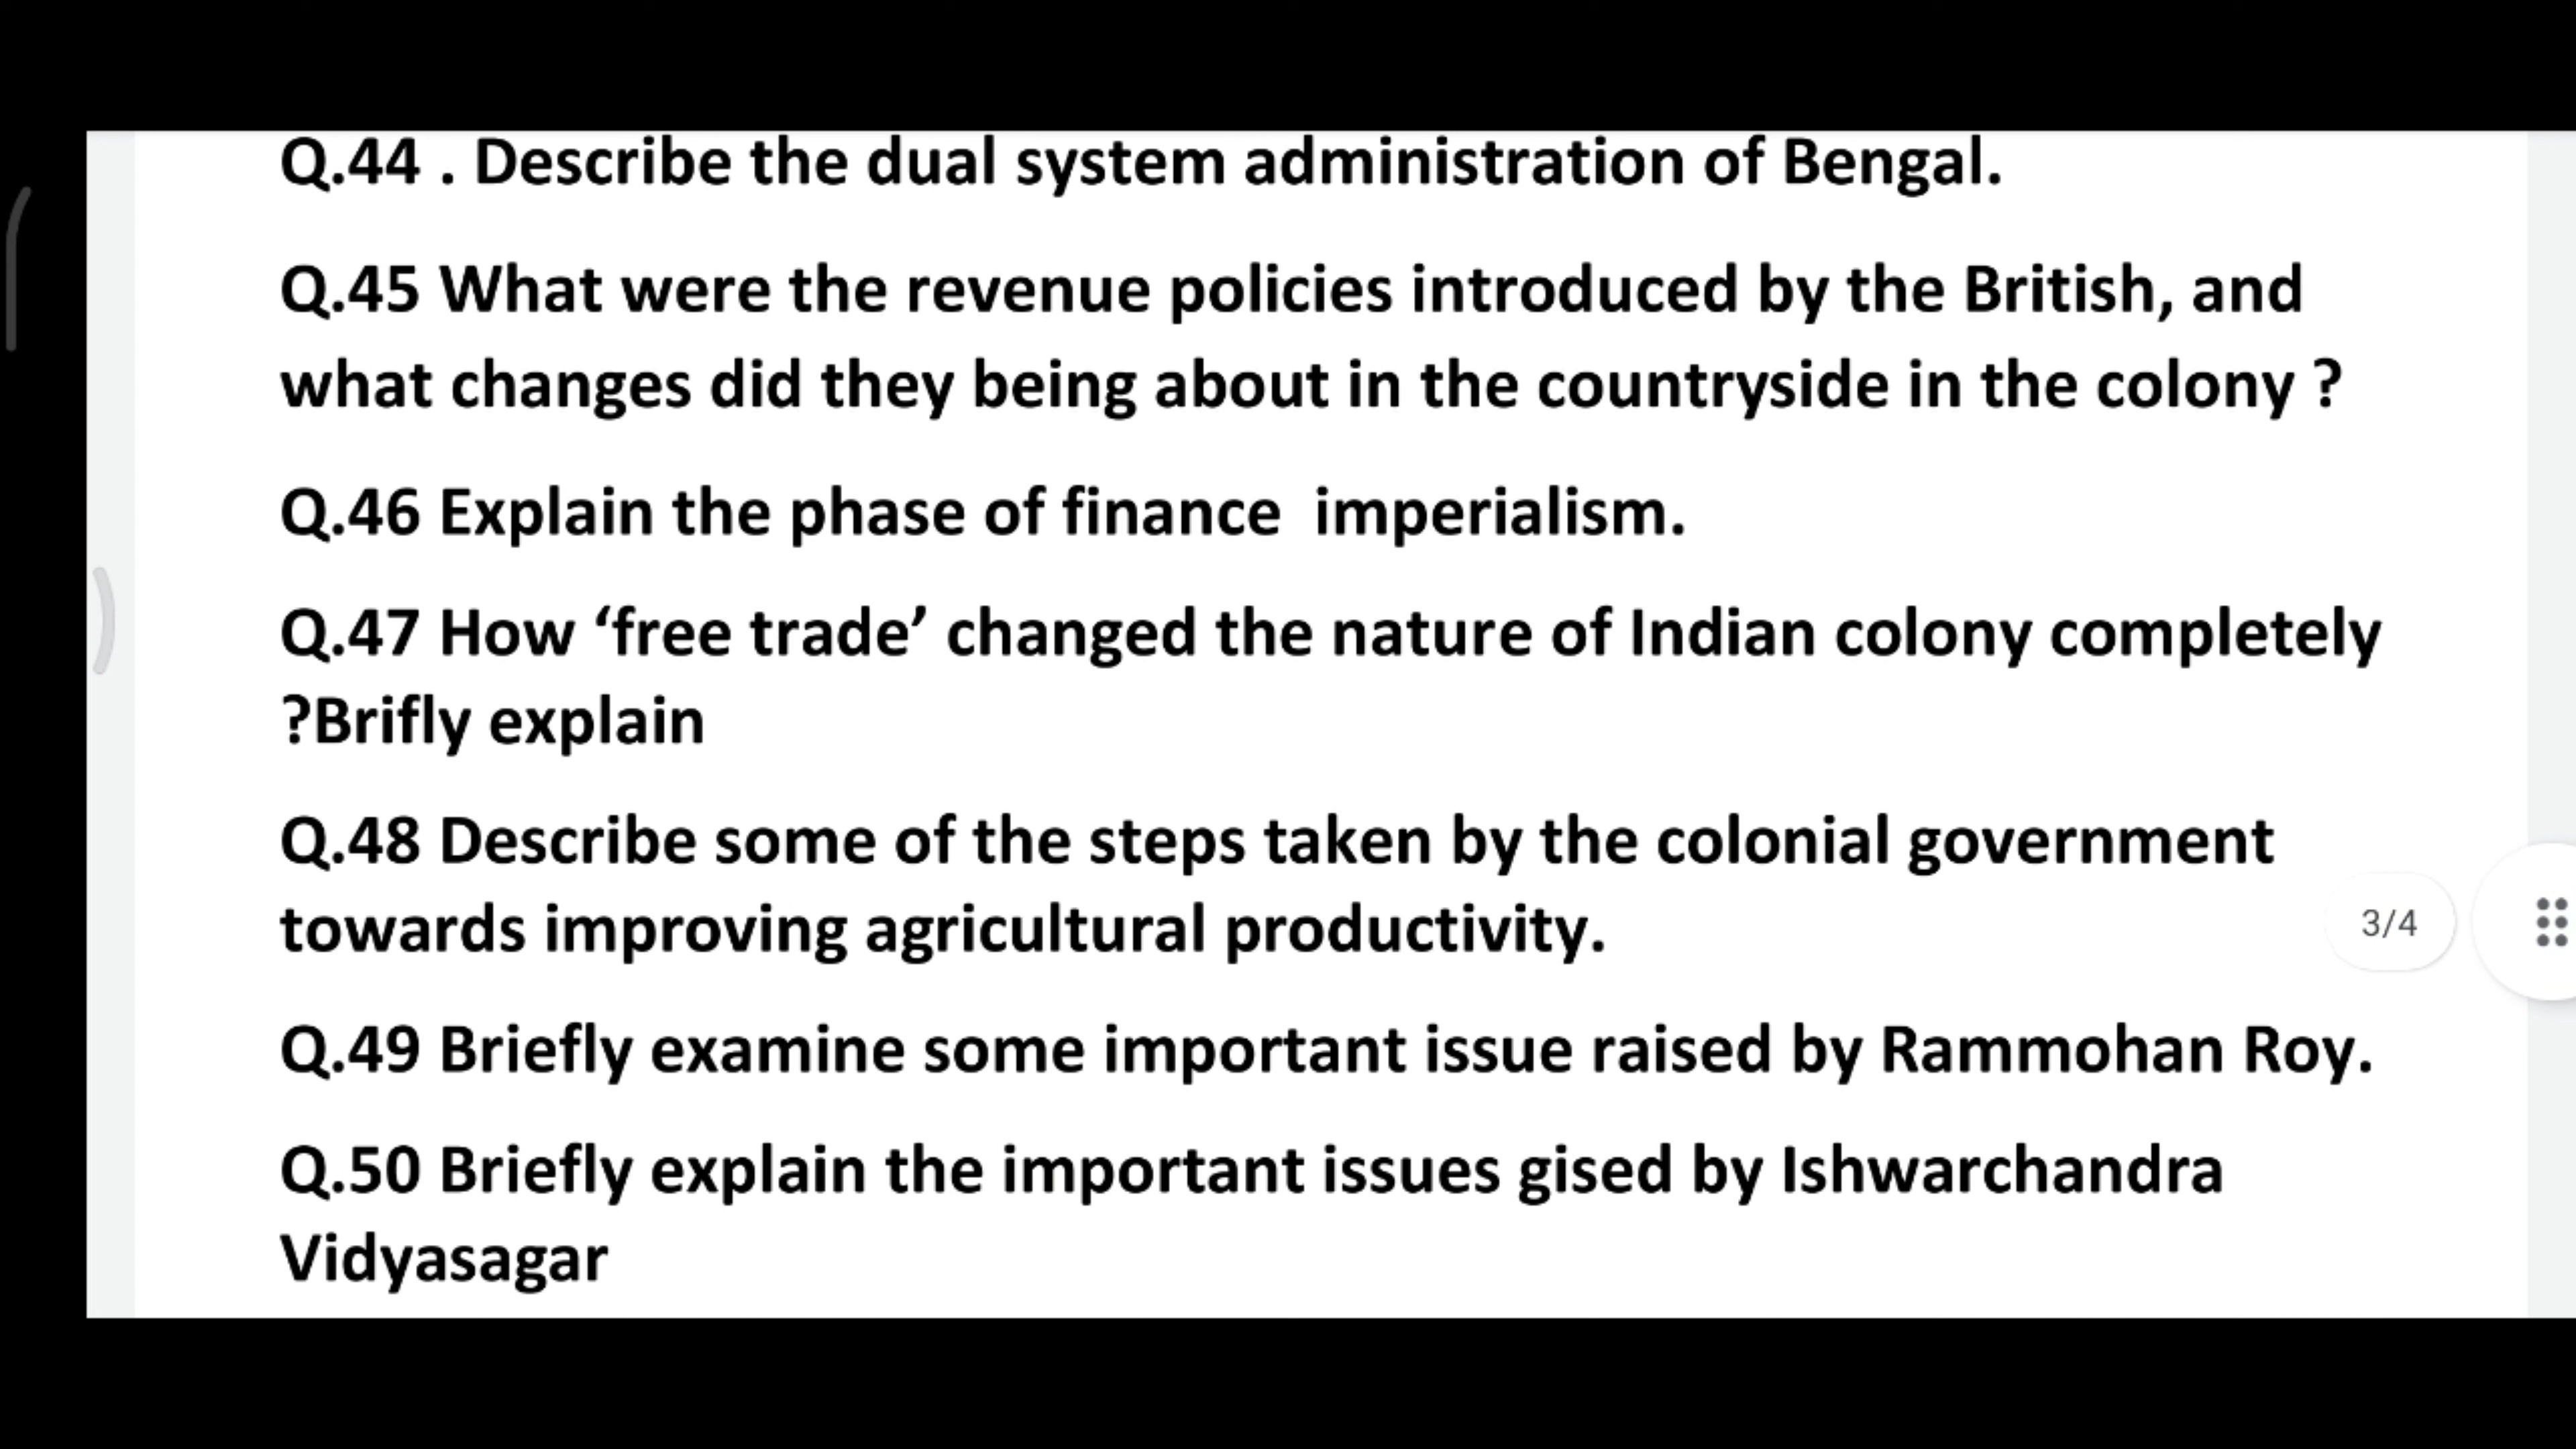 Q.44 . Describe the dual system administration of Bengal.
Q.45 What were the revenue policies introduced by the British, and
what changes did they being about in the countryside in the colony ?
Q.46 Explain the phase of finance  imperialism.
Q.47 How ‘free trade’ changed the nature of Indian colony completely
?Brifly explain
Q.48 Describe some of the steps taken by the colonial government
towards improving agricultural productivity.
3/4
Q.49 Briefly examine some important issue raised by Rammohan Roy.
Q.50 Briefly explain the important issues gised by Ishwarchandra
Vidyasagar